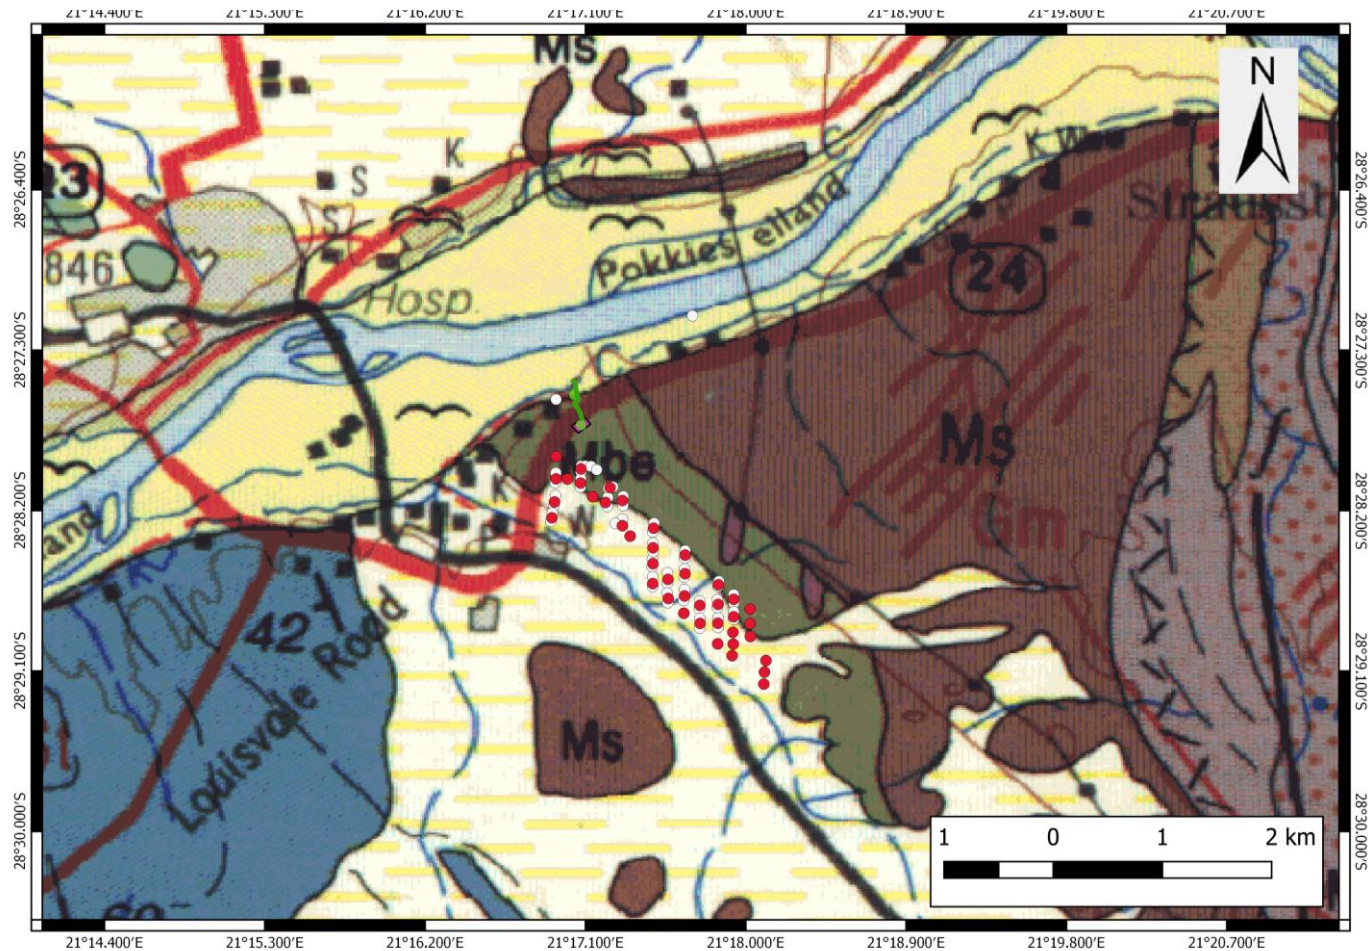 21°14.400'E 21°15.300'E 21°16.200'E 21°17.100'E 21°18.000'E 21°18.900'E 21°19.800'E 21°20.700'E
Ms
N
K
C
K W
28°26.400'S
S
28°26.400'S
13
S
24
846
Pokkies eiland
Hosp.
28°27.300'S
C
28°27.300'S
Ms
Mbe
28°28.200'S
K
W
Gm
28°28.200'S
42
Louisvale Road
28°29.100'S
28°29.100'S
Ms
28°30.000'S
1 0 1 2 km
28°30.000'S
21°14.400'E 21°15.300'E 21°16.200'E 21°17.100'E 21°18.000'E 21°18.900'E 21°19.800'E 21°20.700'E